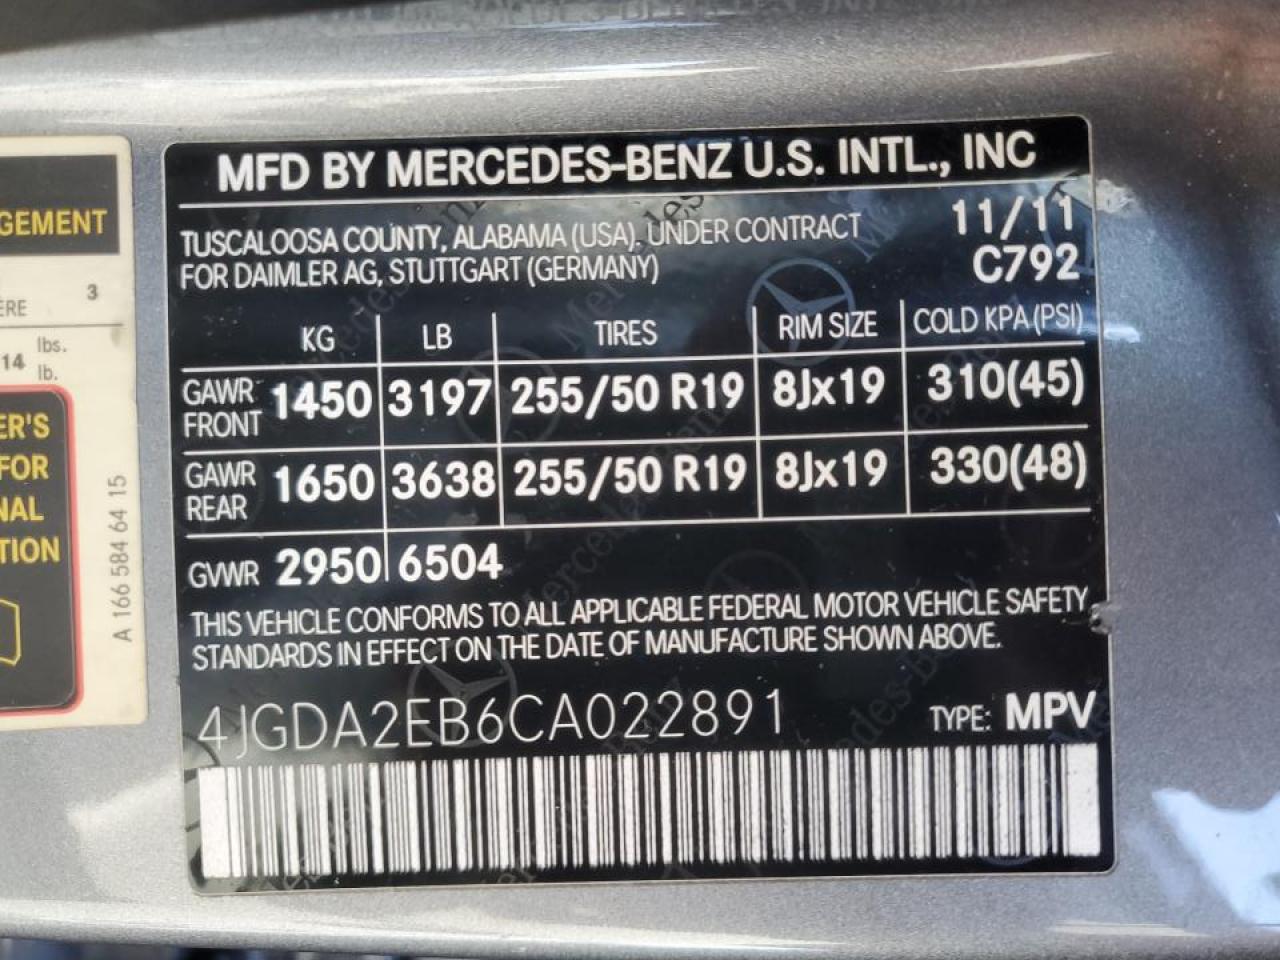 MFD BY MERCEDES-BENZ U.S. INTL., INC
TUSCALOOSA COUNTY, ALABAMA (USA), UNDER CONTRACT
FOR DAIMLER AG, STUTTGART (GERMANY)
11/11
C792
KG LB TIRES RIM SIZE COLD KPA (PSI)
GAWR FRONT 1450 3197 255/50 R19 8Jx19 310(45)
GAWR REAR 1650 3638 255/50 R19 8Jx19 330(48)
GVWR 2950 6504
THIS VEHICLE CONFORMS TO ALL APPLICABLE FEDERAL MOTOR VEHICLE SAFETY
STANDARDS IN EFFECT ON THE DATE OF MANUFACTURE SHOWN ABOVE.
4JGDA2EB6CA022891 TYPE: MPV
GEMENT
ERE 3
14 lbs.
lb.
ER'S
FOR
NAL
TION
A 166 584 64 15